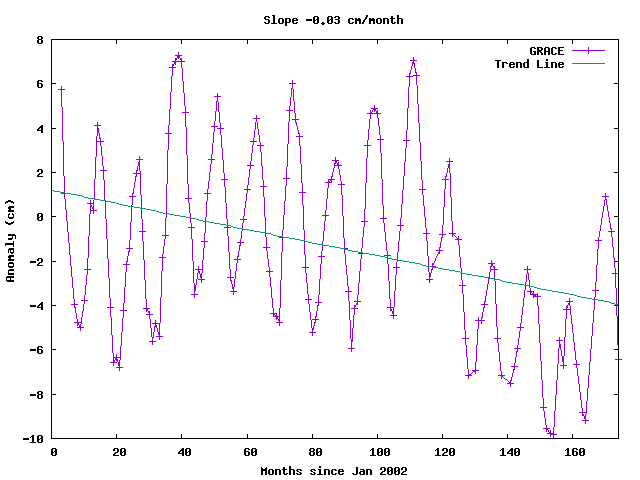 Slope -0.03 cm/month
GRACE
Trend Line
8
6
4
2
0
-2
-4
-6
-8
-10
Anomaly (cm)
0 20 40 60 80 100 120 140 160
Months since Jan 2002